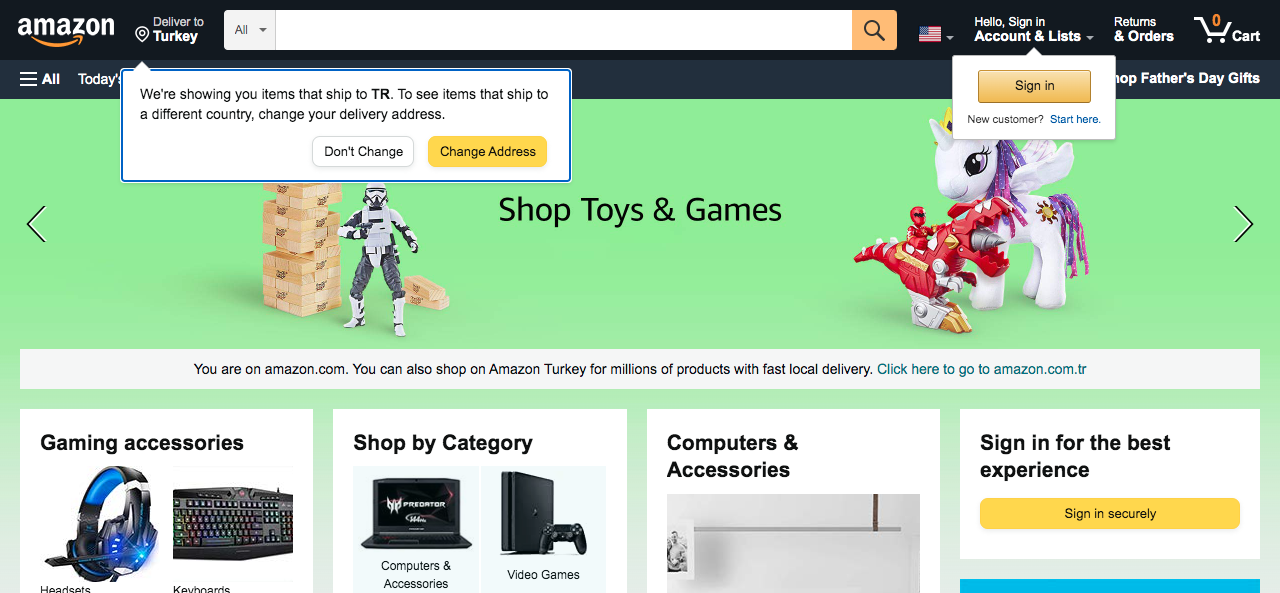 amazon
Deliver to
Turkey
All
Hello, Sign in
Account & Lists
Returns
& Orders
0
Cart
All
Today's
Shop Father's Day Gifts
We're showing you items that ship to TR. To see items that ship to
a different country, change your delivery address.
Don't Change
Change Address
Sign in
New customer? Start here.
Shop Toys & Games
You are on amazon.com. You can also shop on Amazon Turkey for millions of products with fast local delivery. Click here to go to amazon.com.tr
Gaming accessories
Headsets
Keyboards
Shop by Category
PREDATOR
Computers &
Accessories
Video Games
Computers &
Accessories
Sign in for the best
experience
Sign in securely